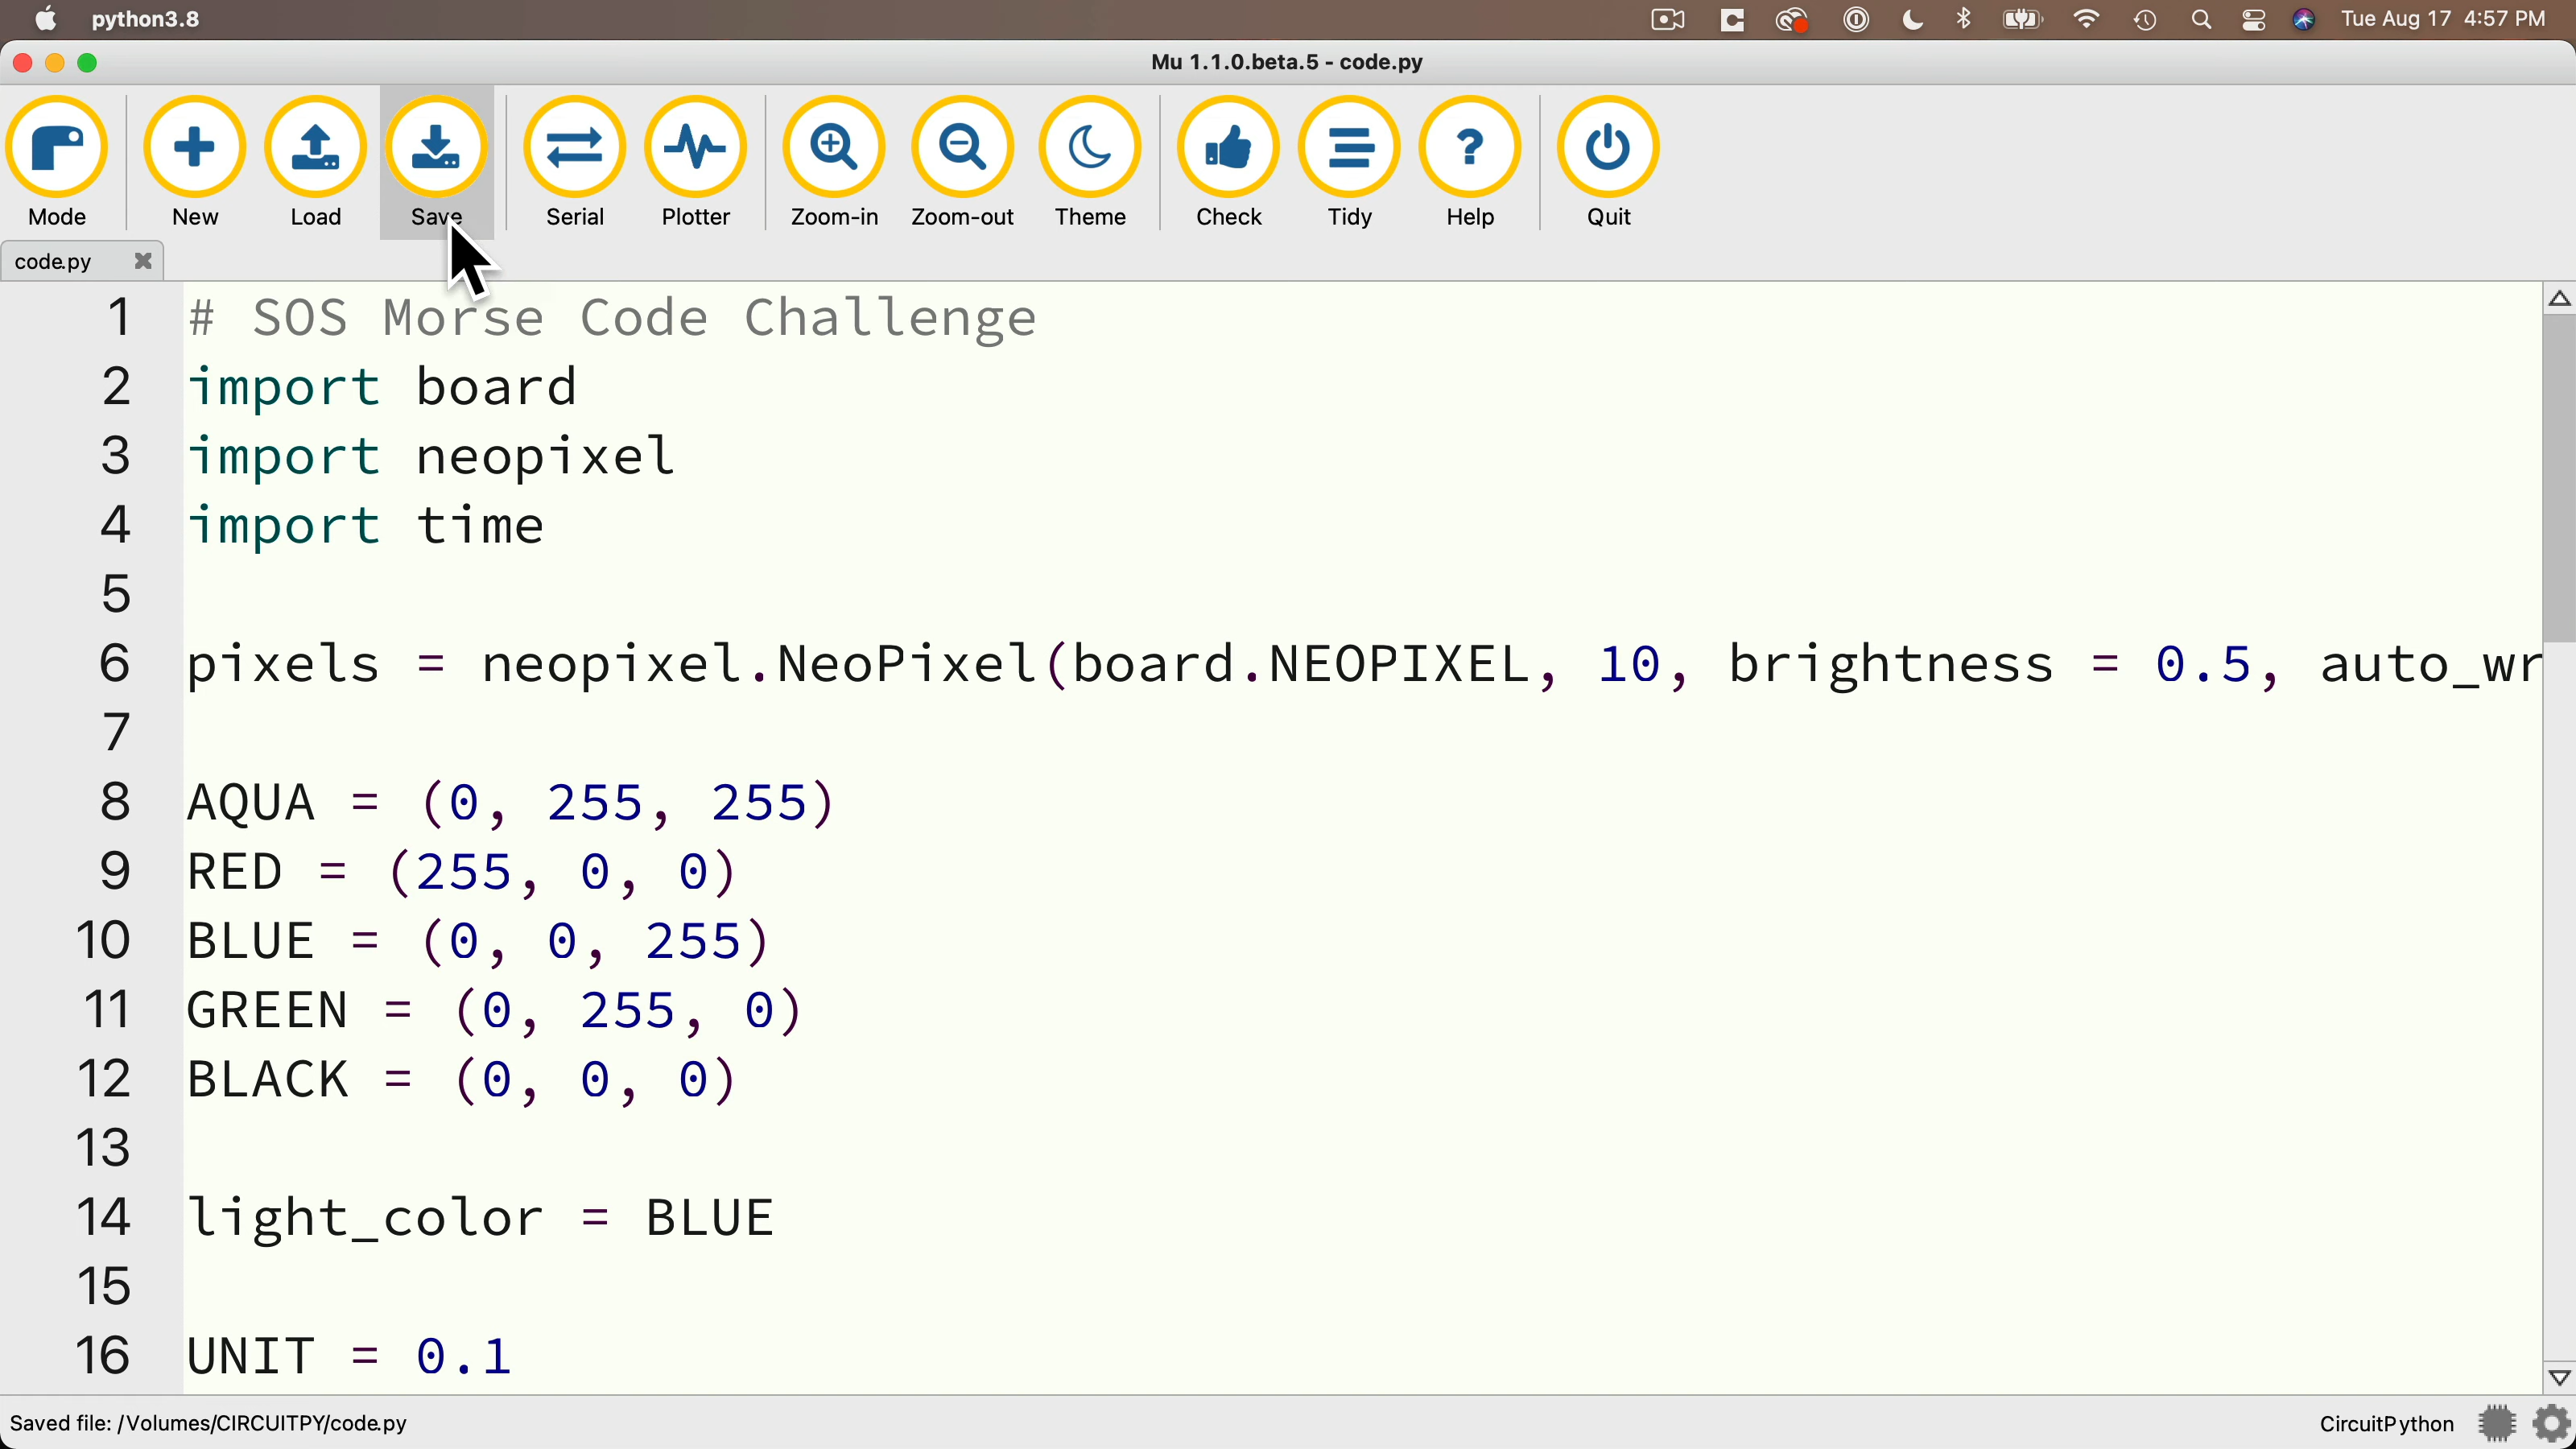 python3.8
Tue Aug 17 4:57 PM
Mu 1.1.0.beta.5 - code.py
Mode New Load Save Serial Plotter Zoom-in Zoom-out Theme Check Tidy Help Quit
code.py
1 # SOS Morse Code Challenge
2 import board
3 import neopixel
4 import time
5
6 pixels = neopixel.NeoPixel(board.NEOPIXEL, 10, brightness = 0.5, auto_wr
7
8 AQUA = (0, 255, 255)
9 RED = (255, 0, 0)
10 BLUE = (0, 0, 255)
11 GREEN = (0, 255, 0)
12 BLACK = (0, 0, 0)
13
14 light_color = BLUE
15
16 UNIT = 0.1
Saved file: /Volumes/CIRCUITPY/code.py
CircuitPython